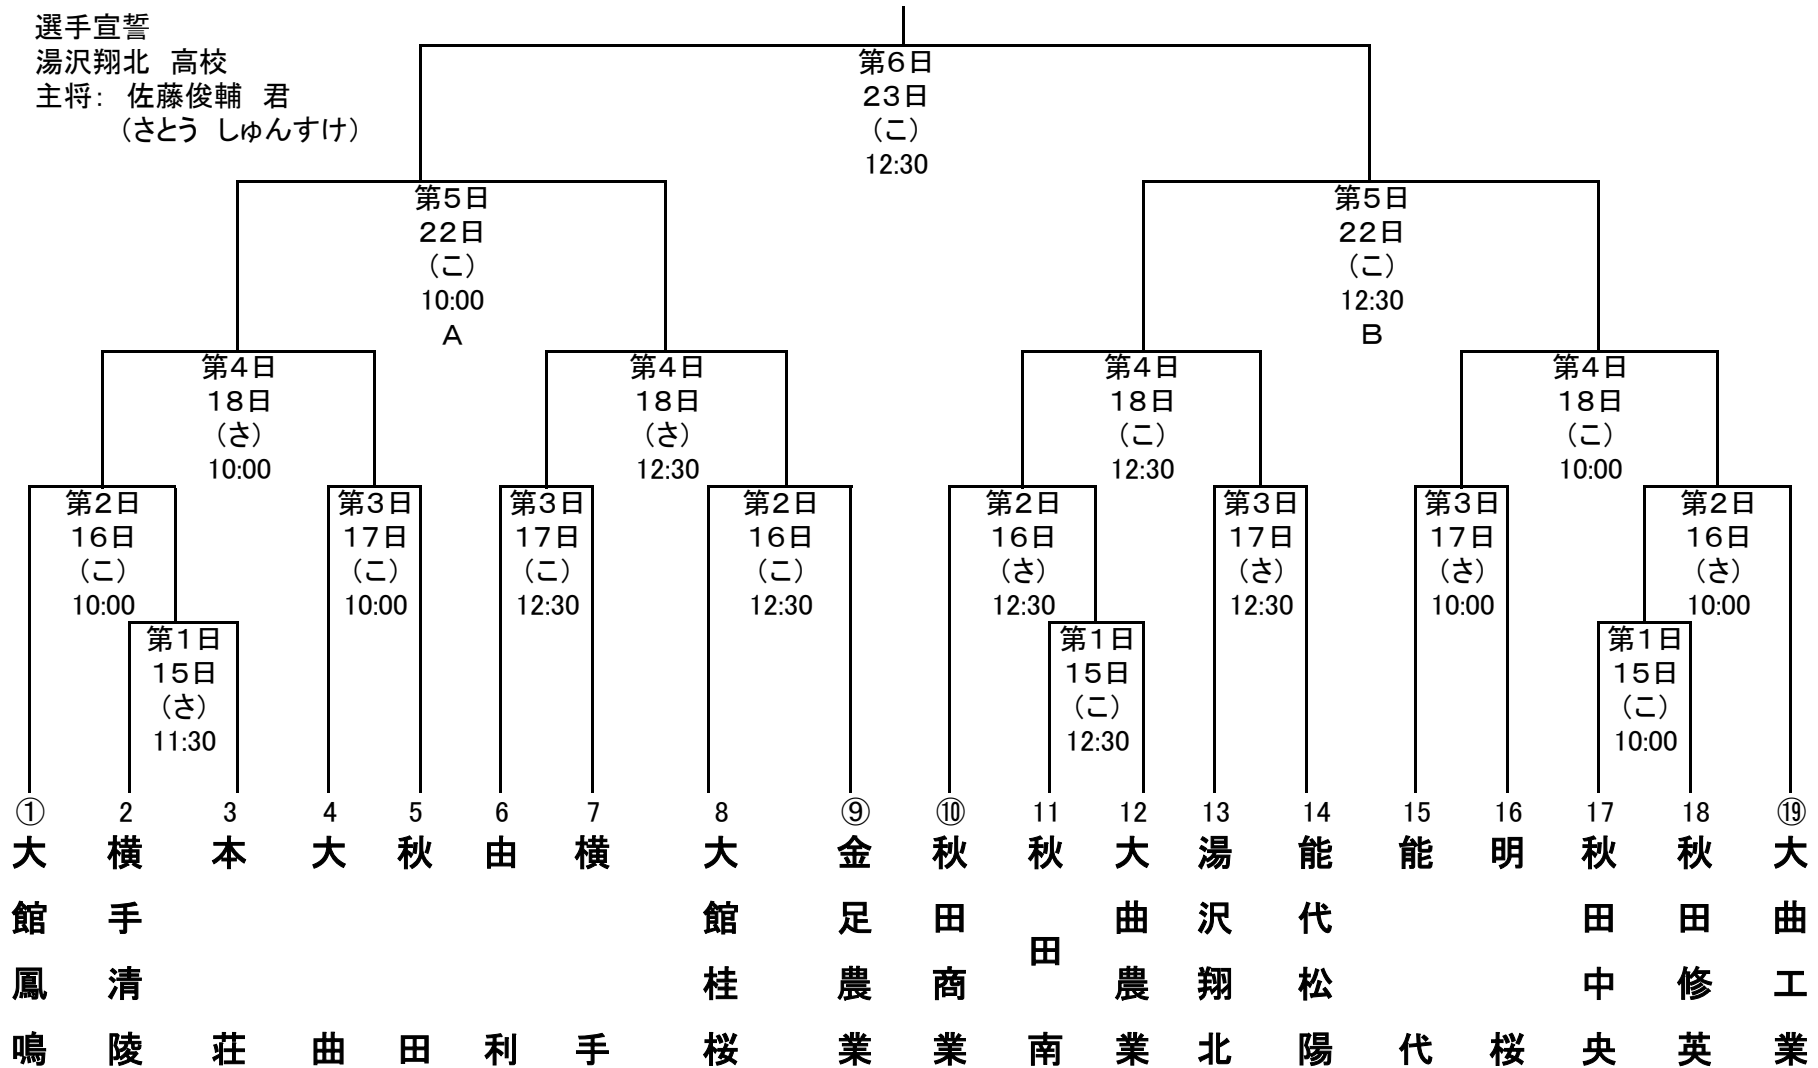 選手宣誓
湯沢翔北　高校
主将：　佐藤俊輔　君
（さとう　しゅんすけ）
第６日
２３日
（こ）
12:30
第５日
２２日
（こ）
10:00
Ａ
第５日
２２日
（こ）
12:30
Ｂ
第４日
１８日
（さ）
10:00
第４日
１８日
（さ）
12:30
第４日
１８日
（こ）
12:30
第４日
１８日
（こ）
10:00
第２日
１６日
（こ）
10:00
第３日
１７日
（こ）
10:00
第３日
１７日
（こ）
12:30
第２日
１６日
（こ）
12:30
第２日
１６日
（さ）
12:30
第３日
１７日
（さ）
12:30
第３日
１７日
（さ）
10:00
第２日
１６日
（さ）
10:00
第１日
１５日
（さ）
11:30
第１日
１５日
（こ）
12:30
第１日
１５日
（こ）
10:00
①
大館鳳鳴
2
横手清陵
3
本荘
4
大曲
5
秋田
6
由利
7
横手
8
大館桂桜
⑨
金足農業
⑩
秋田商業
11
秋田南
12
大曲農業
13
湯沢翔北
14
能代松陽
15
能代
16
明桜
17
秋田中央
18
秋田修英
⑲
大曲工業